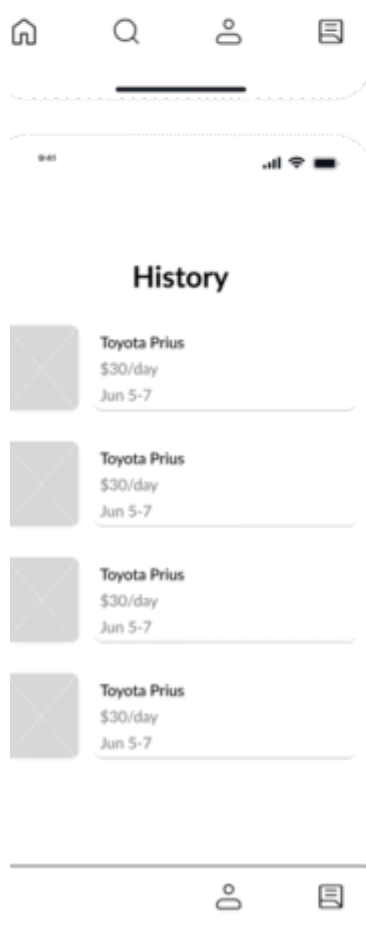 9:41
History
Toyota Prius
$30/day
Jun 5-7
Toyota Prius
$30/day
Jun 5-7
Toyota Prius
$30/day
Jun 5-7
Toyota Prius
$30/day
Jun 5-7